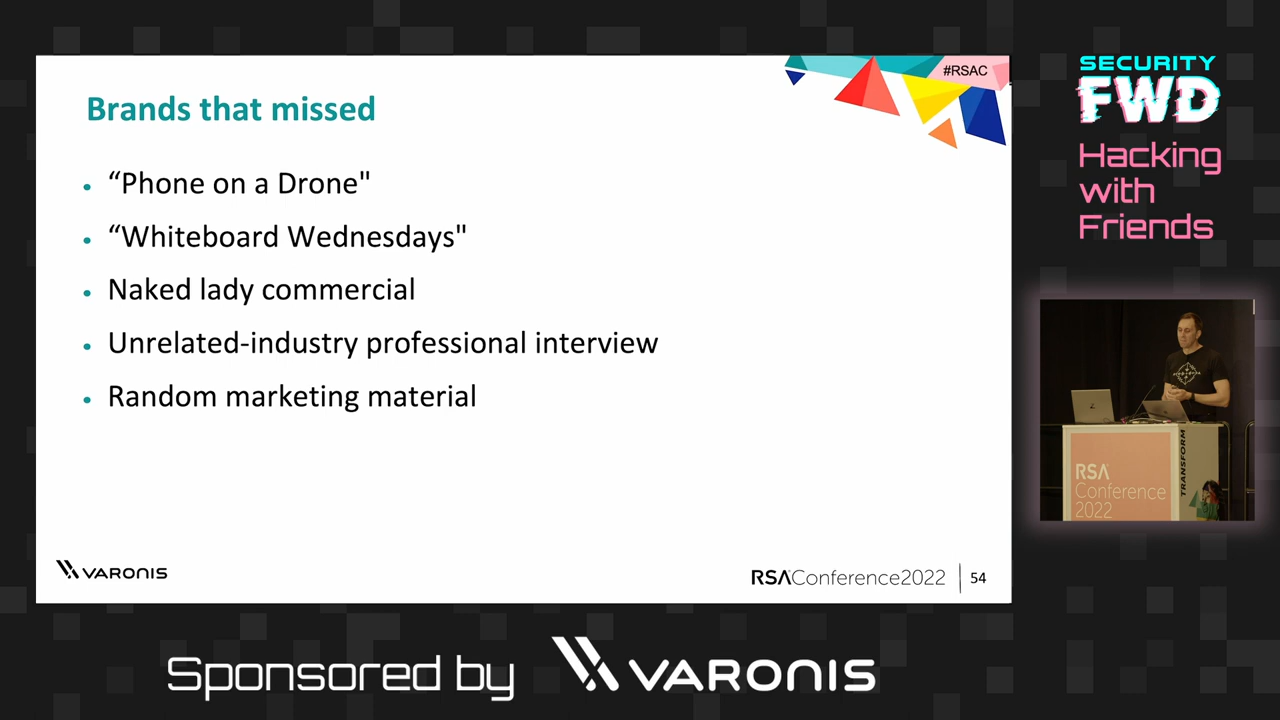 #RSAC
Brands that missed
• “Phone on a Drone"
• “Whiteboard Wednesdays"
• Naked lady commercial
• Unrelated-industry professional interview
• Random marketing material
VARONIS
RSAConference2022
54
SECURITY
FWD
Hacking
with
Friends
RSA
Conference
2022
TRANSFORM
Sponsored by VARONIS